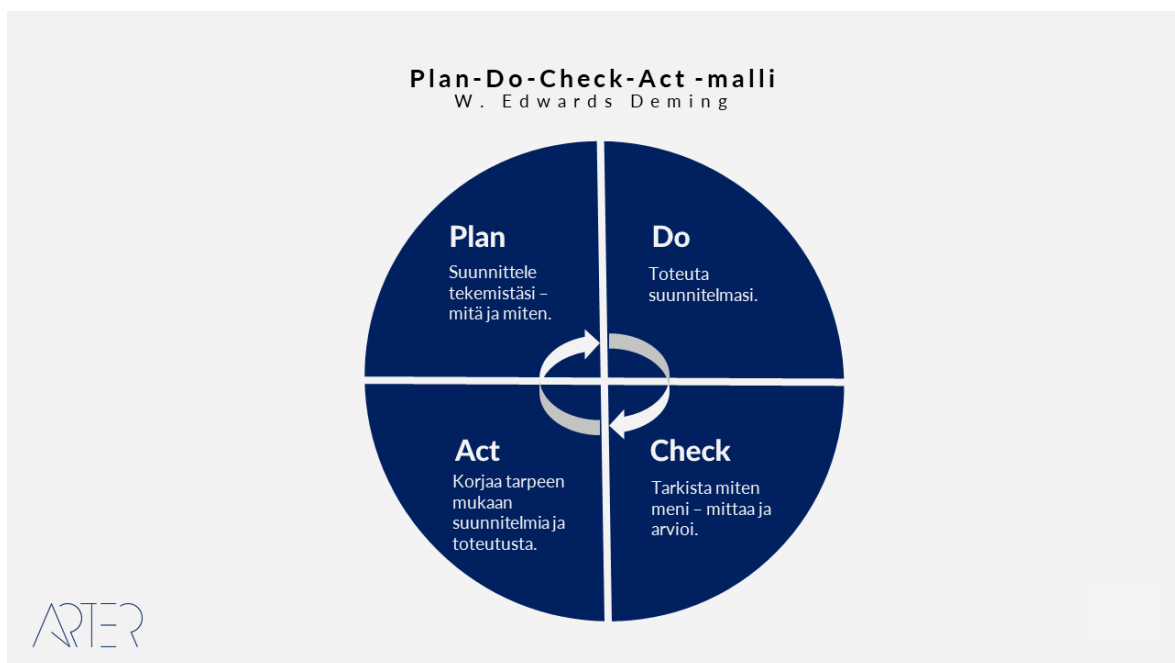 Plan-Do-Check-Act -malli
W. Edwards Deming
Plan
Suunnittele
tekemistäsi –
mitä ja miten.
Do
Toteuta
suunnitelmasi.
Act
Korjaa tarpeen
mukaan
suunnitelmia ja
toteutusta.
Check
Tarkista miten
meni – mittaa ja
arvioi.
ARTER